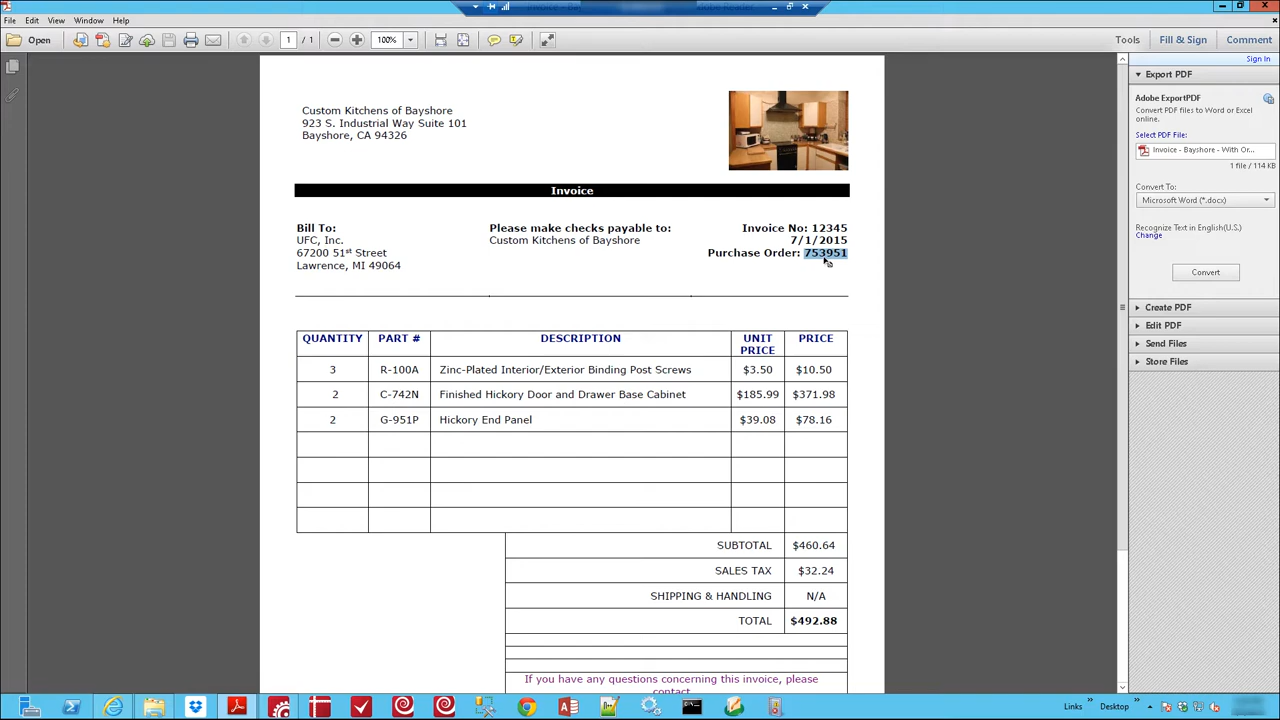 Invoice - Bay
Adobe Reader
File Edit View Window Help
Open 1 / 1 100% Tools Fill & Sign Comment
Sign In
Custom Kitchens of Bayshore
923 S. Industrial Way Suite 101
Bayshore, CA 94326
Invoice
Bill To:
UFC, Inc.
67200 51st Street
Lawrence, MI 49064
Please make checks payable to:
Custom Kitchens of Bayshore
Invoice No: 12345
7/1/2015
Purchase Order: 753951
QUANTITY PART # DESCRIPTION UNIT PRICE PRICE
3 R-100A Zinc-Plated Interior/Exterior Binding Post Screws $3.50 $10.50
2 C-742N Finished Hickory Door and Drawer Base Cabinet $185.99 $371.98
2 G-951P Hickory End Panel $39.08 $78.16
SUBTOTAL $460.64
SALES TAX $32.24
SHIPPING & HANDLING N/A
TOTAL $492.88
If you have any questions concerning this invoice, please
contact
Export PDF
Adobe ExportPDF
Convert PDF files to Word or Excel
online.
Select PDF File:
Invoice - Bayshore - With Or...
1 file / 114 KB
Convert To:
Microsoft Word (*.docx)
Recognize Text in English(U.S.)
Change
Convert
Create PDF
Edit PDF
Send Files
Store Files
Links Desktop